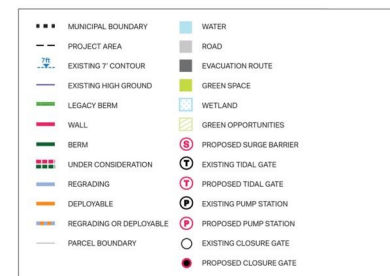 MUNICIPAL BOUNDARY
PROJECT AREA
7ft
EXISTING 7' CONTOUR
EXISTING HIGH GROUND
LEGACY BERM
WALL
BERM
UNDER CONSIDERATION
REGRADING
DEPLOYABLE
REGRADING OR DEPLOYABLE
PARCEL BOUNDARY
WATER
ROAD
EVACUATION ROUTE
GREEN SPACE
WETLAND
GREEN OPPORTUNITIES
S PROPOSED SURGE BARRIER
T EXISTING TIDAL GATE
T PROPOSED TIDAL GATE
P EXISTING PUMP STATION
P PROPOSED PUMP STATION
EXISTING CLOSURE GATE
PROPOSED CLOSURE GATE